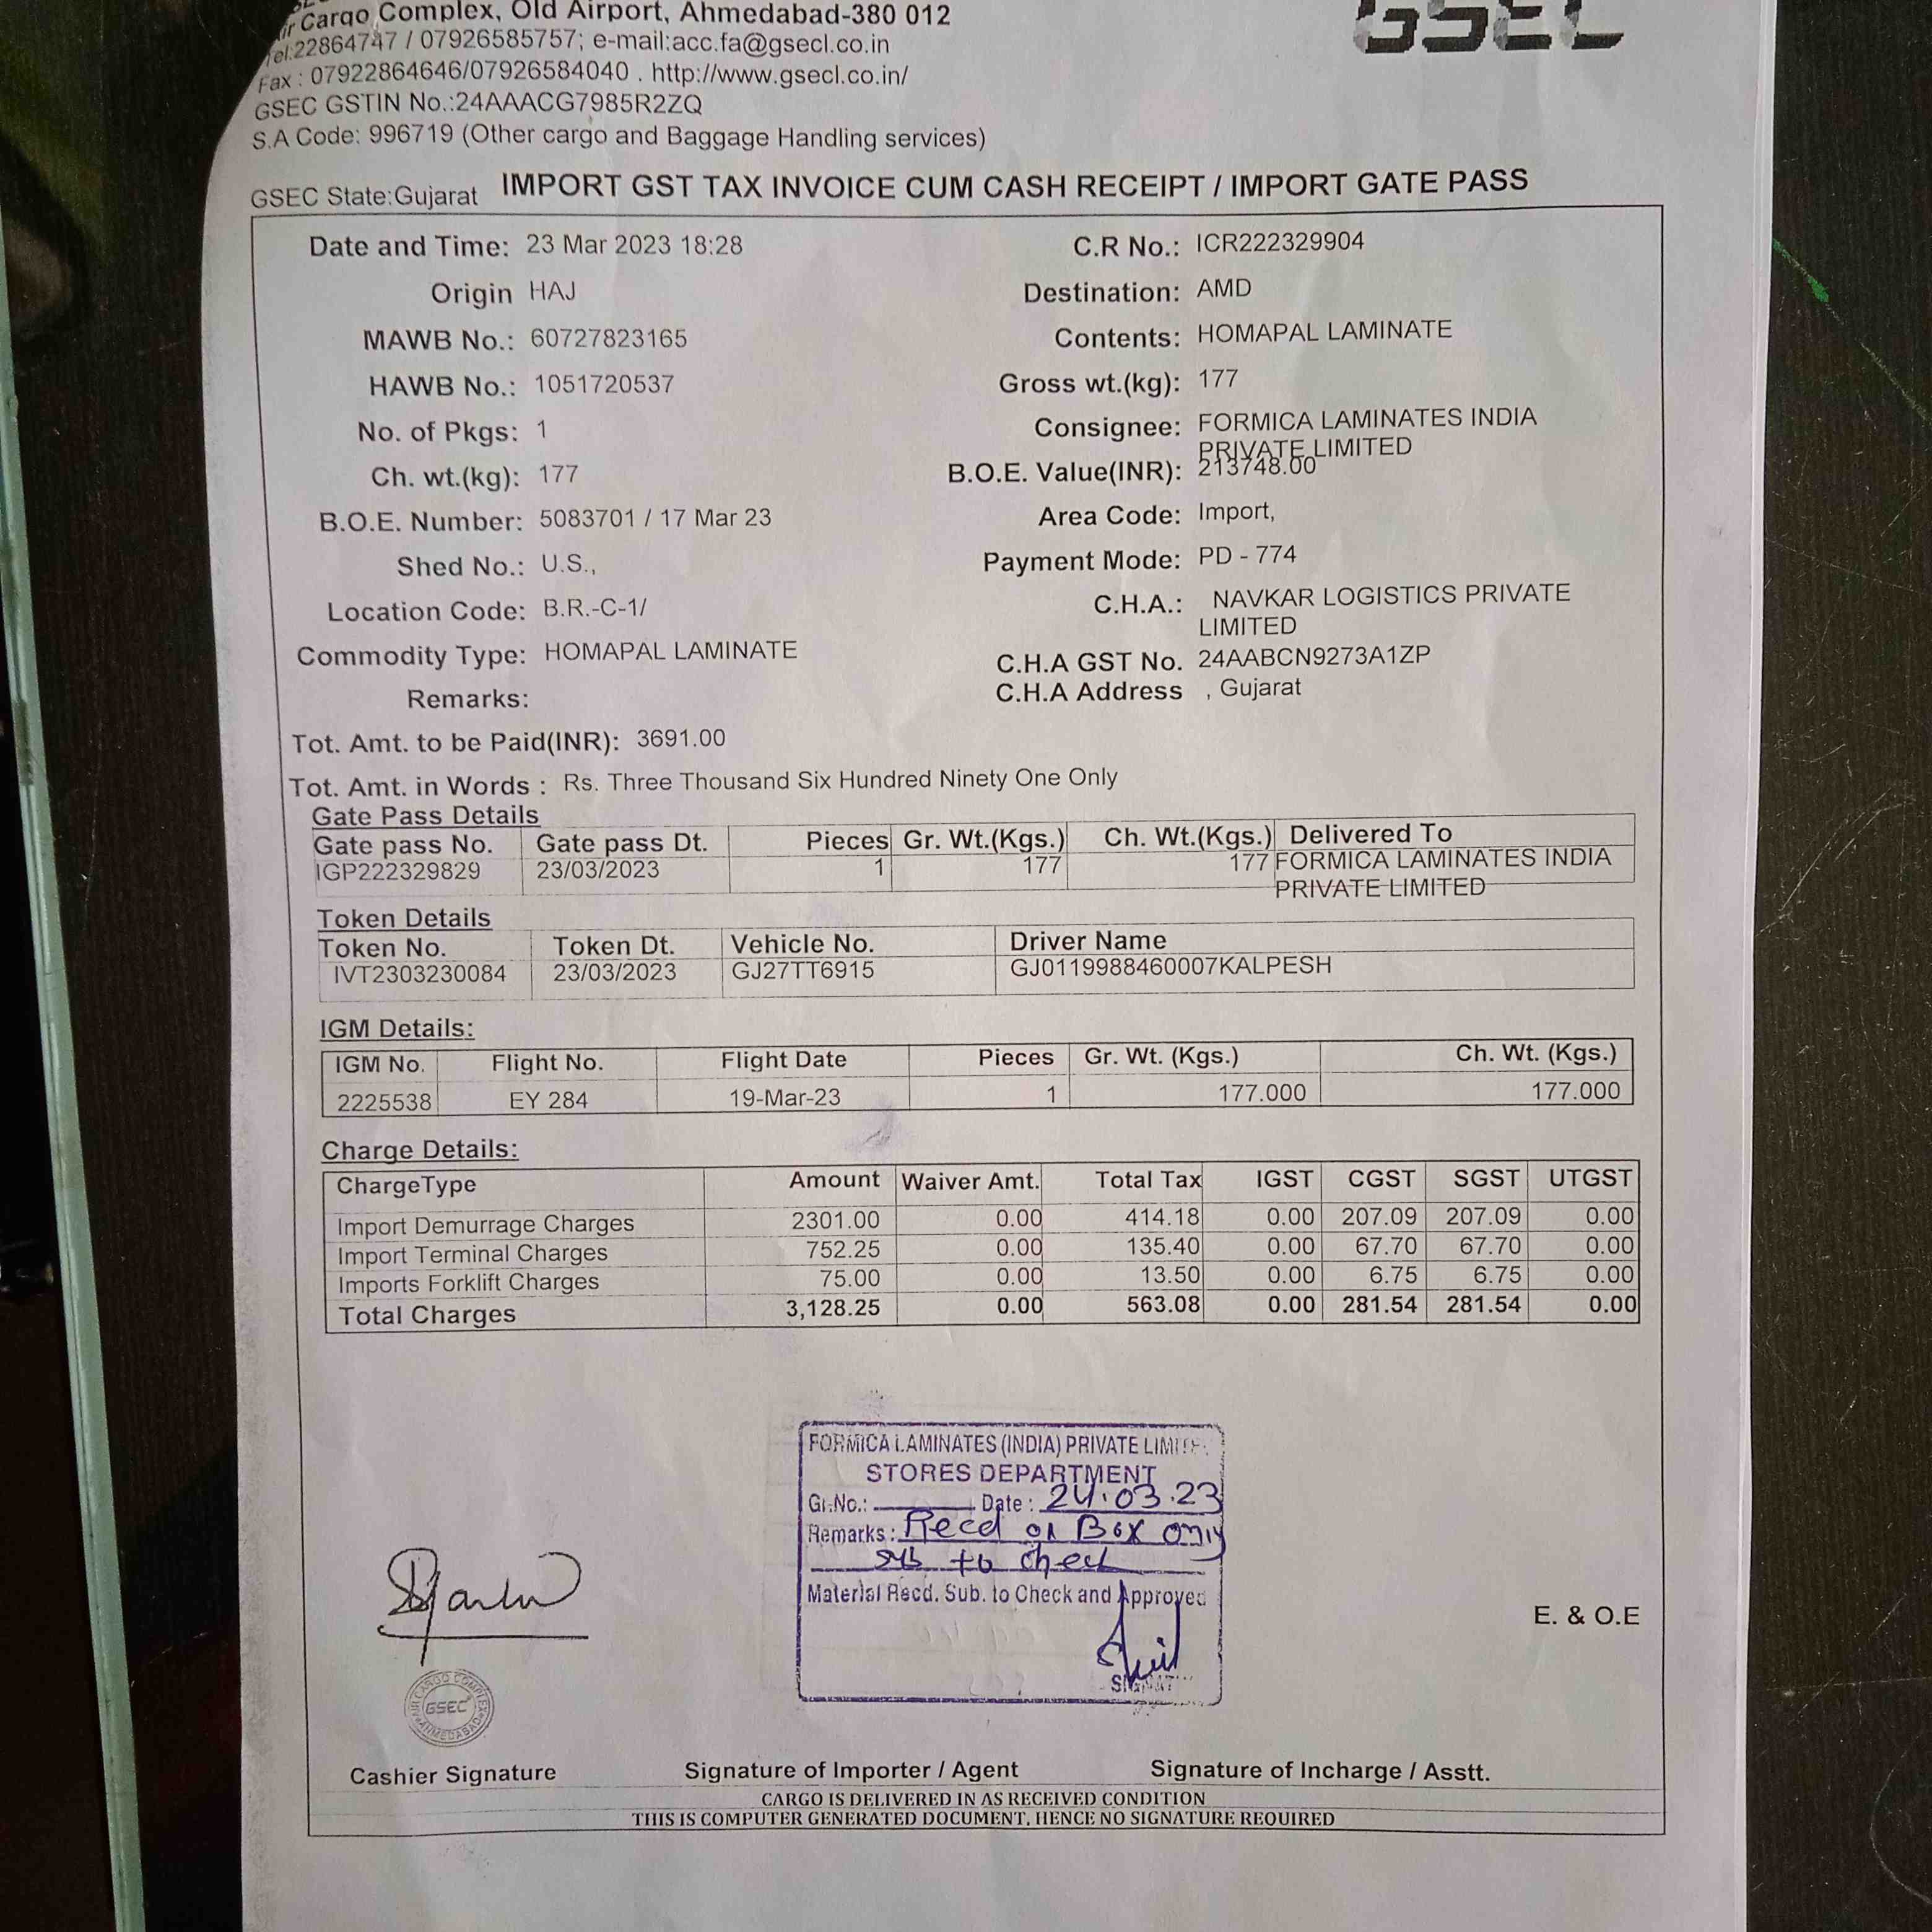 Air Cargo Complex, Old Airport, Ahmedabad-380 012
Tel:22864747 / 07926585757; e-mail:acc.fa@gsecl.co.in
Fax : 07922864646/07926584040 . http://www.gsecl.co.in/
GSEC GSTIN No.:24AAACG7985R2ZQ
S.A Code: 996719 (Other cargo and Baggage Handling services)
GSEC
GSEC State:Gujarat IMPORT GST TAX INVOICE CUM CASH RECEIPT / IMPORT GATE PASS
Date and Time: 23 Mar 2023 18:28 C.R No.: ICR222329904
Origin HAJ Destination: AMD
MAWB No.: 60727823165 Contents: HOMAPAL LAMINATE
HAWB No.: 1051720537 Gross wt.(kg): 177
No. of Pkgs: 1 Consignee: FORMICA LAMINATES INDIA
PRIVATE LIMITED
Ch. wt.(kg): 177 B.O.E. Value(INR): 213748.00
B.O.E. Number: 5083701 / 17 Mar 23 Area Code: Import,
Shed No.: U.S., Payment Mode: PD - 774
Location Code: B.R.-C-1/ C.H.A.: NAVKAR LOGISTICS PRIVATE
LIMITED
Commodity Type: HOMAPAL LAMINATE C.H.A GST No. 24AABCN9273A1ZP
Remarks: C.H.A Address , Gujarat
Tot. Amt. to be Paid(INR): 3691.00
Tot. Amt. in Words : Rs. Three Thousand Six Hundred Ninety One Only
Gate Pass Details
Gate pass No. Gate pass Dt. Pieces Gr. Wt.(Kgs.) Ch. Wt.(Kgs.) Delivered To
IGP222329829 23/03/2023 1 177 177 FORMICA LAMINATES INDIA
PRIVATE LIMITED
Token Details
Token No. Token Dt. Vehicle No. Driver Name
IVT2303230084 23/03/2023 GJ27TT6915 GJ0119988460007KALPESH
IGM Details:
IGM No. Flight No. Flight Date Pieces Gr. Wt. (Kgs.) Ch. Wt. (Kgs.)
2225538 EY 284 19-Mar-23 1 177.000 177.000
Charge Details:
ChargeType Amount Waiver Amt. Total Tax IGST CGST SGST UTGST
Import Demurrage Charges 2301.00 0.00 414.18 0.00 207.09 207.09 0.00
Import Terminal Charges 752.25 0.00 135.40 0.00 67.70 67.70 0.00
Imports Forklift Charges 75.00 0.00 13.50 0.00 6.75 6.75 0.00
Total Charges 3,128.25 0.00 563.08 0.00 281.54 281.54 0.00
FORMICA LAMINATES (INDIA) PRIVATE LIMITED
STORES DEPARTMENT
Gr.No.: Date : 24.03.23
Remarks : Recd on Box only
sub to check
Material Recd. Sub. to Check and Approved
E. & O.E
AIR CARGO COMPLEX
GSEC
AHMEDABAD
Cashier Signature Signature of Importer / Agent Signature of Incharge / Asstt.
CARGO IS DELIVERED IN AS RECEIVED CONDITION
THIS IS COMPUTER GENERATED DOCUMENT, HENCE NO SIGNATURE REQUIRED